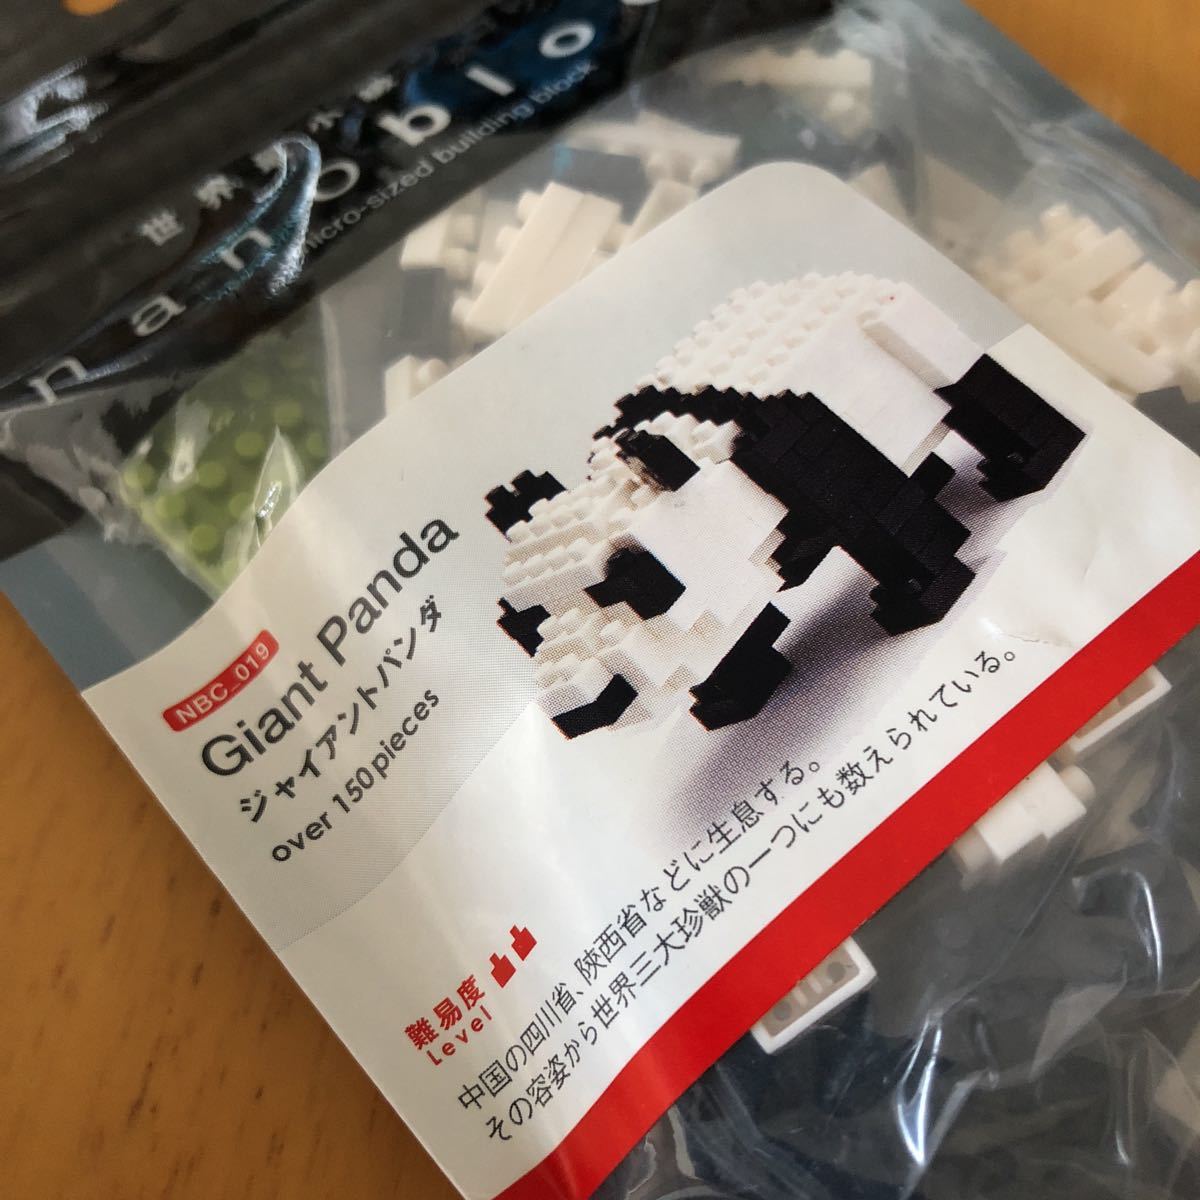 世界最小級
nanoblo
micro-sized building block
NBC_019
Giant Panda
ジャイアントパンダ
over 150pieces
難易度
Level
中国の四川省、陝西省などに生息する。
その容姿から世界三大珍獣の一つにも数えられている。